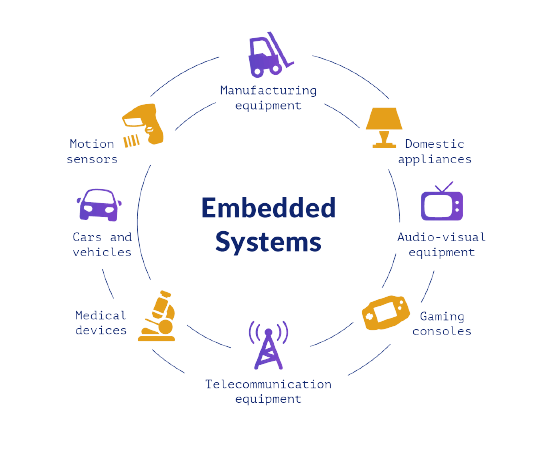 Manufacturing
equipment
Motion
sensors
Domestic
appliances
Embedded
Systems
Cars and
vehicles
Audio-visual
equipment
Medical
devices
Gaming
consoles
Telecommunication
equipment